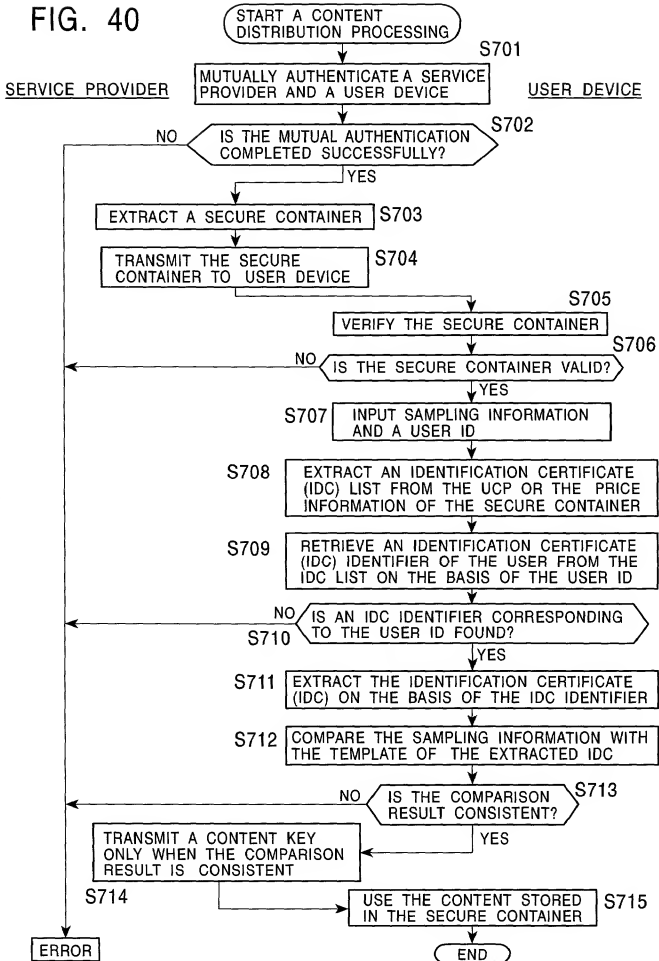 FIG. 40
START A CONTENT
DISTRIBUTION PROCESSING
S701
MUTUALLY AUTHENTICATE A SERVICE
PROVIDER AND A USER DEVICE
SERVICE PROVIDER
USER DEVICE
S702
NO
IS THE MUTUAL AUTHENTICATION
COMPLETED SUCCESSFULLY?
YES
EXTRACT A SECURE CONTAINER
S703
TRANSMIT THE SECURE
CONTAINER TO USER DEVICE
S704
S705
VERIFY THE SECURE CONTAINER
S706
NO
IS THE SECURE CONTAINER VALID?
YES
S707
INPUT SAMPLING INFORMATION
AND A USER ID
S708
EXTRACT AN IDENTIFICATION CERTIFICATE
(IDC) LIST FROM THE UCP OR THE PRICE
INFORMATION OF THE SECURE CONTAINER
S709
RETRIEVE AN IDENTIFICATION CERTIFICATE
(IDC) IDENTIFIER OF THE USER FROM THE
IDC LIST ON THE BASIS OF THE USER ID
NO
S710
IS AN IDC IDENTIFIER CORRESPONDING
TO THE USER ID FOUND?
YES
S711
EXTRACT THE IDENTIFICATION CERTIFICATE
(IDC) ON THE BASIS OF THE IDC IDENTIFIER
S712
COMPARE THE SAMPLING INFORMATION WITH
THE TEMPLATE OF THE EXTRACTED IDC
NO
IS THE COMPARISON
RESULT CONSISTENT?
S713
YES
TRANSMIT A CONTENT KEY
ONLY WHEN THE COMPARISON
RESULT IS CONSISTENT
S714
USE THE CONTENT STORED
IN THE SECURE CONTAINER
S715
ERROR
END